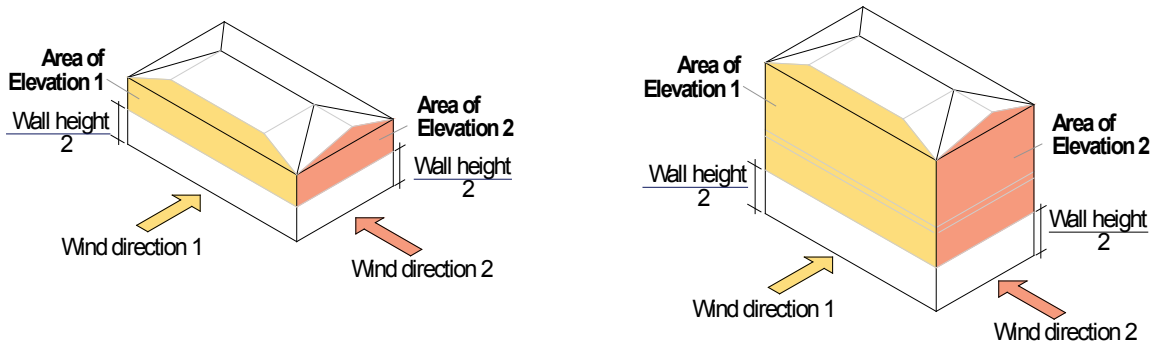 Area of
Elevation 1
Wall height
2
Area of
Elevation 2
Wall height
2
Wind direction 1
Wind direction 2
Area of
Elevation 1
Wall height
2
Area of
Elevation 2
Wall height
2
Wind direction 1
Wind direction 2